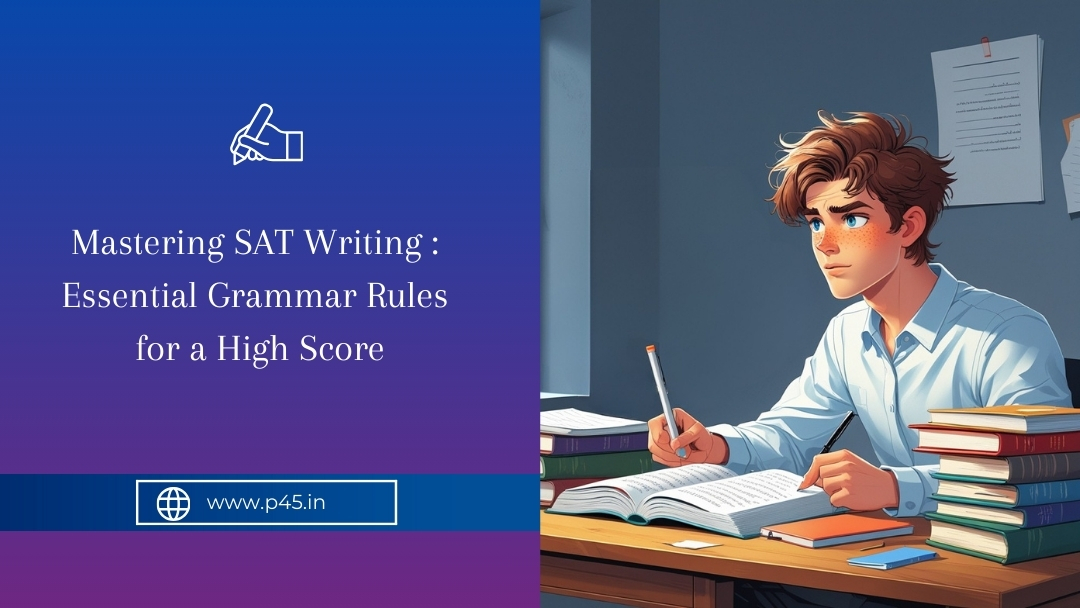 Mastering SAT Writing :
Essential Grammar Rules
for a High Score
www.p45.in